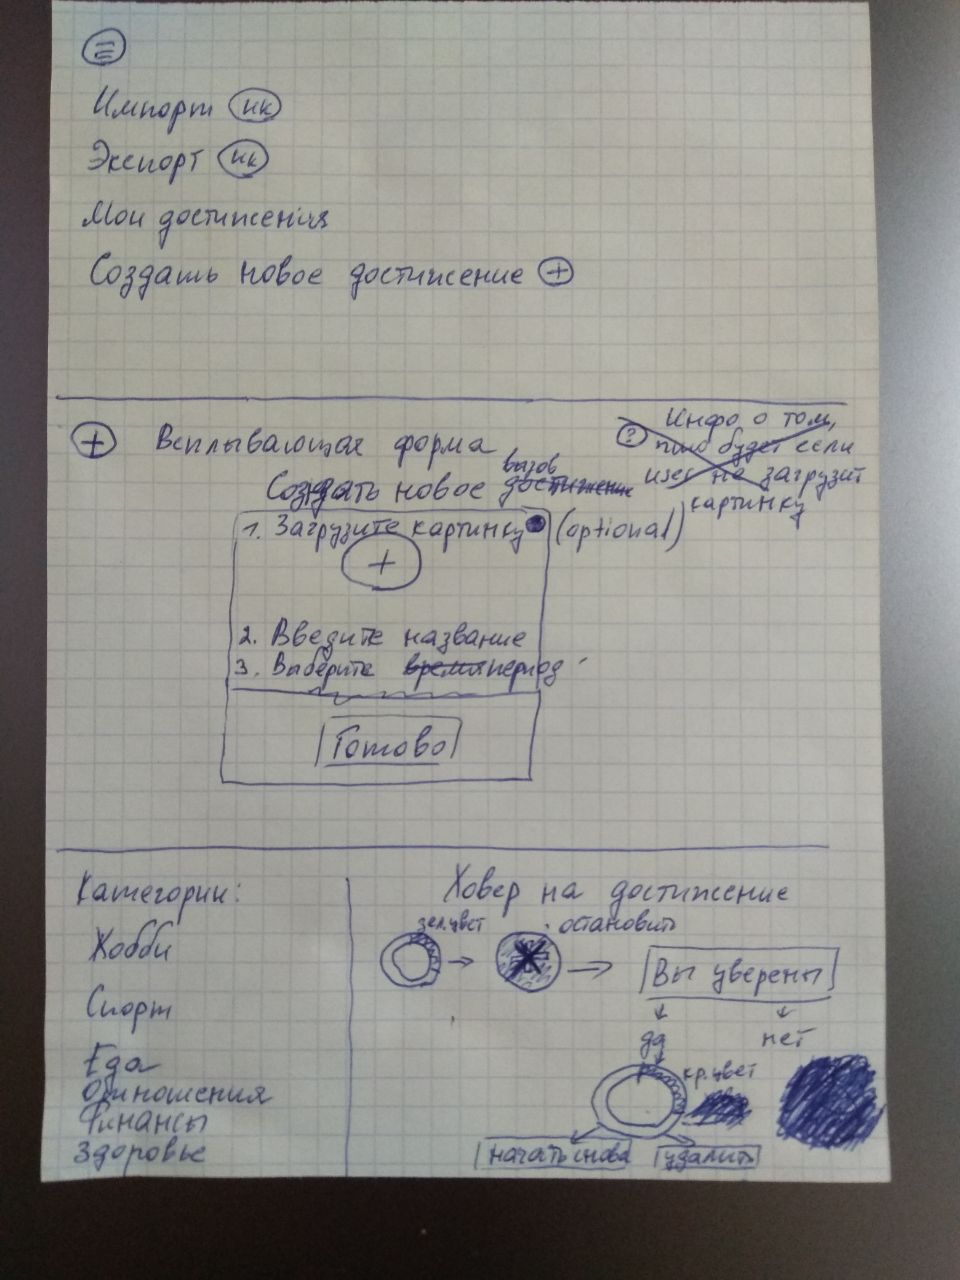 Импорт ИК
Экспорт ИК
Мои достижения
Создать новое достижение +
+ Всплывающая форма
? Инфо о том,
что будет если
не загрузит
картинку
вызов
Создать новое достижение
1. Загрузите картинку (optional)
+
2. Введите название
3. Выберите время период
Готово
Категории:
Хобби
Спорт
Еда
Отношения
Финансы
Здоровье
Ховер на достижение
зел.цвет
остановить
Вы уверены
да
нет
кр.цвет
начать снова
удалить